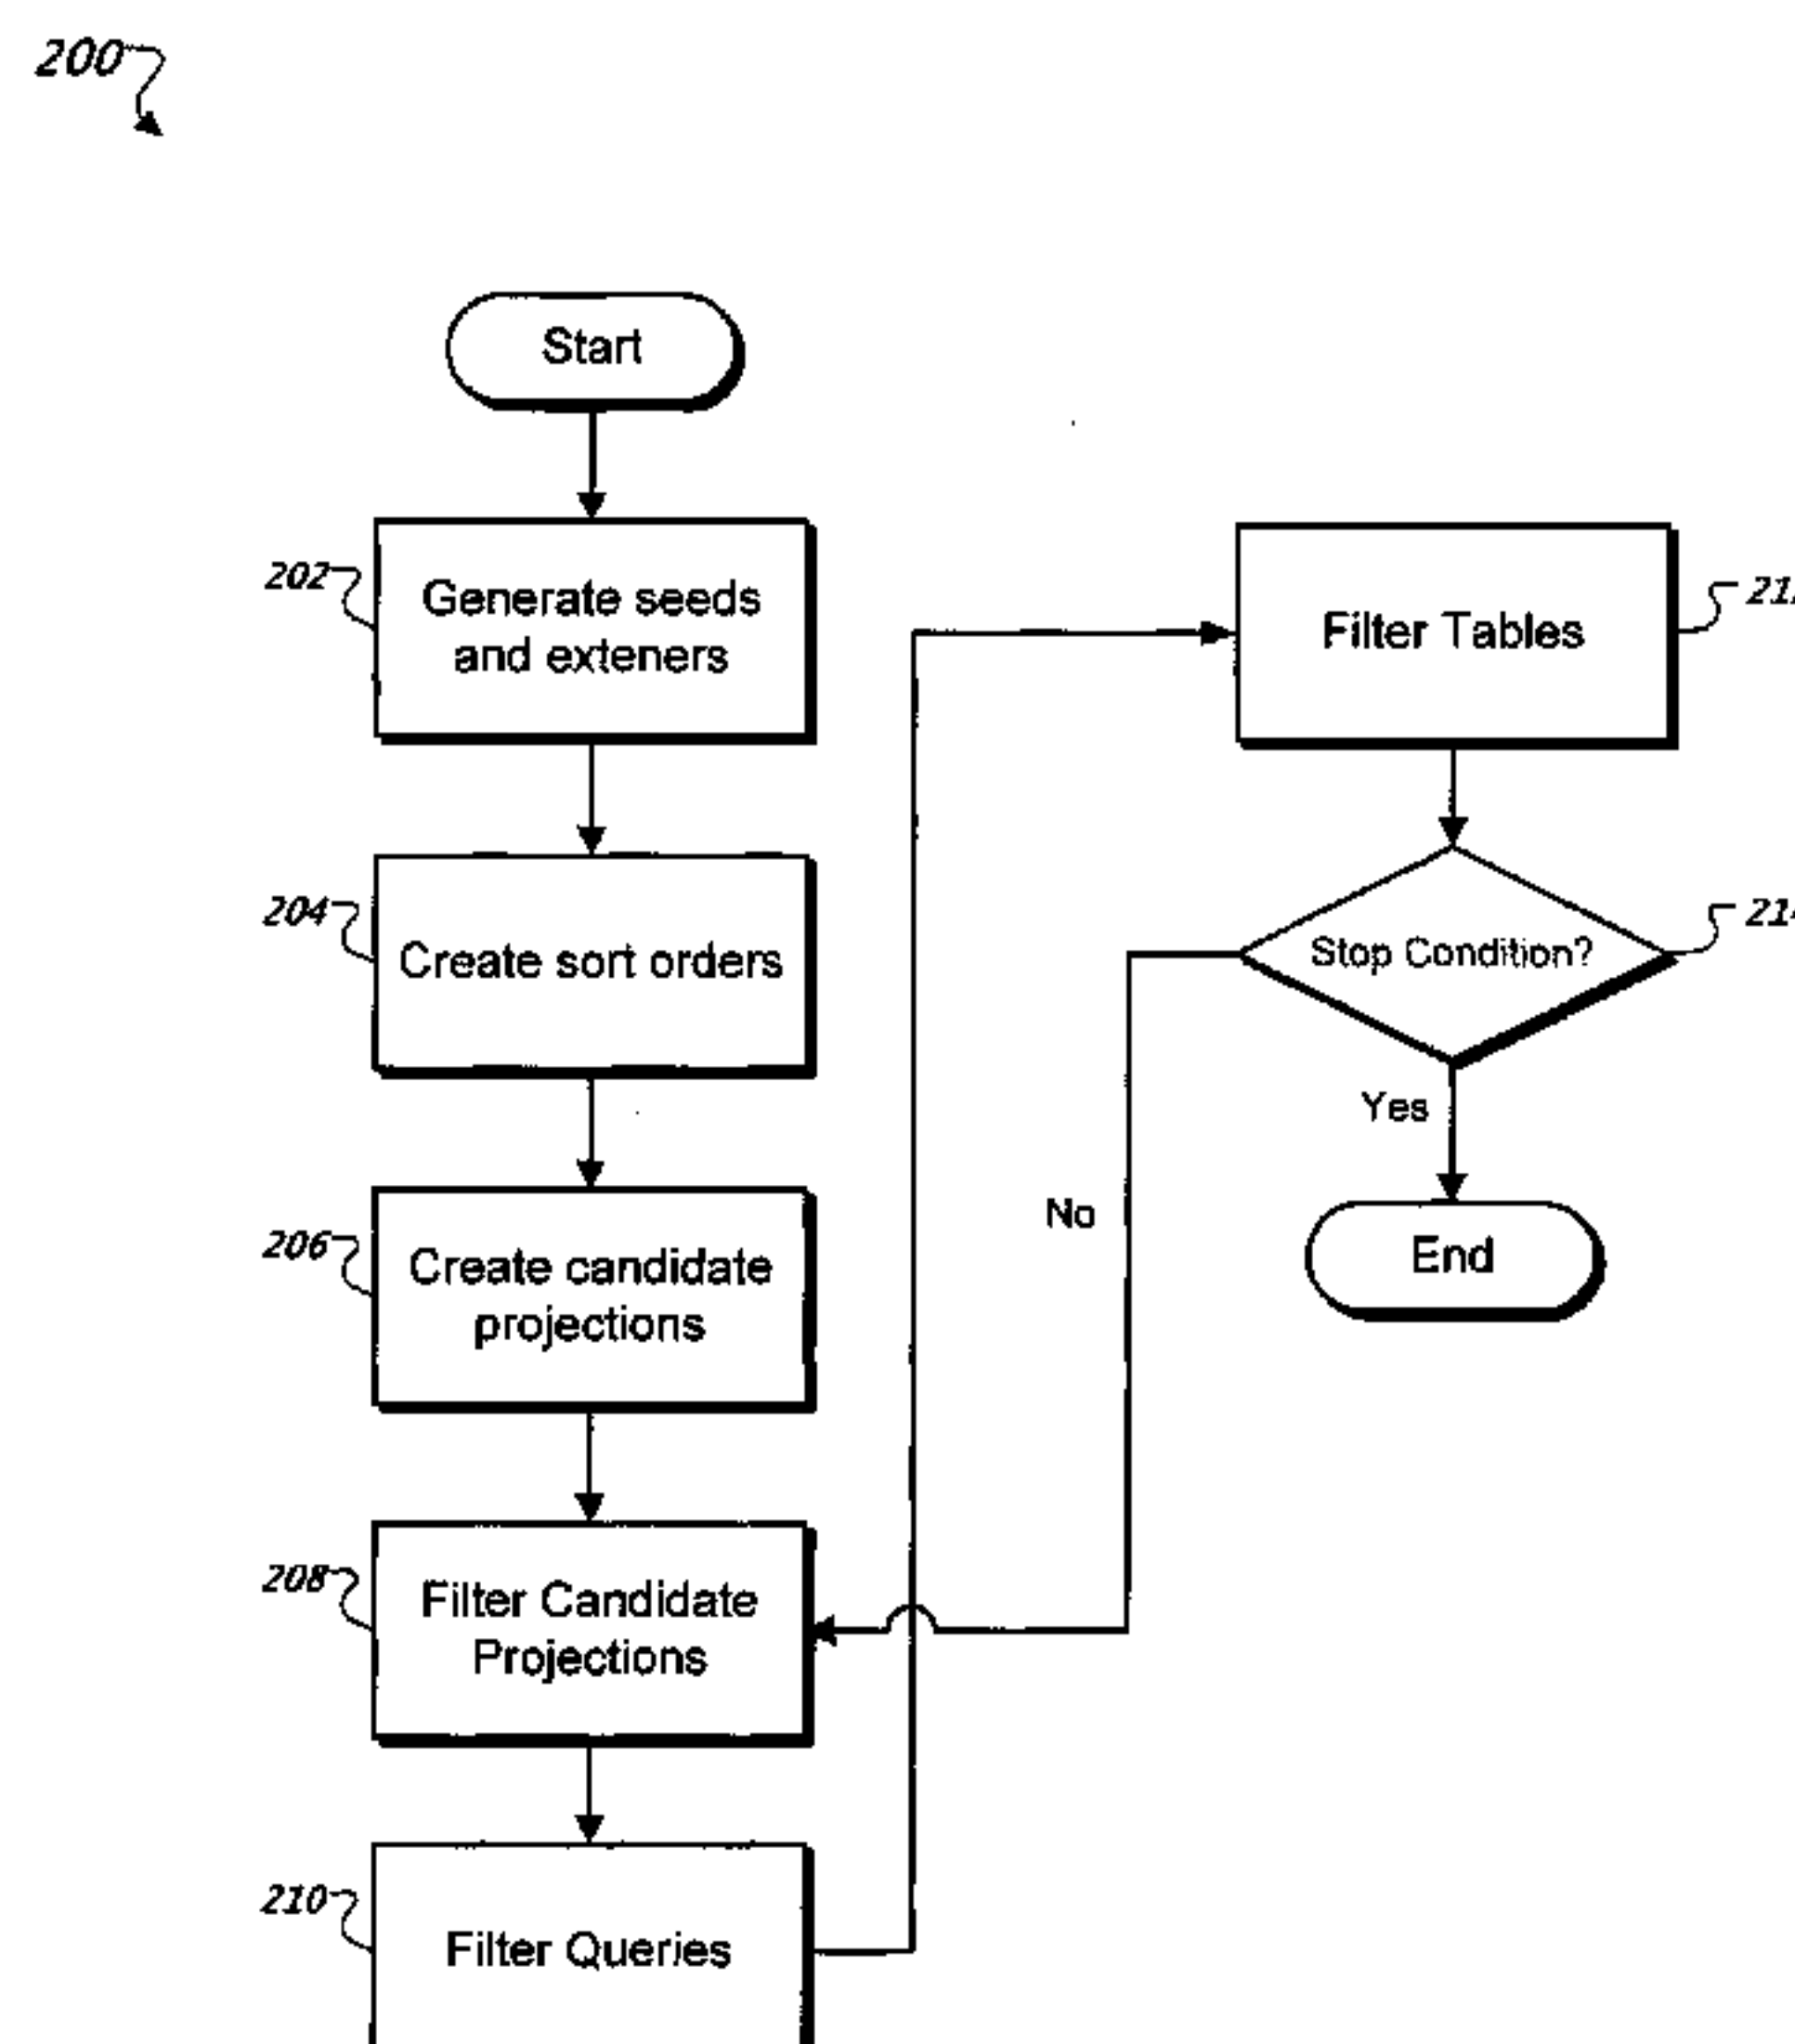 200
Start
202
Generate seeds
and exteners
204
Create sort orders
206
Create candidate
projections
208
Filter Candidate
Projections
210
Filter Queries
Filter Tables
Stop Condition?
Yes
No
End